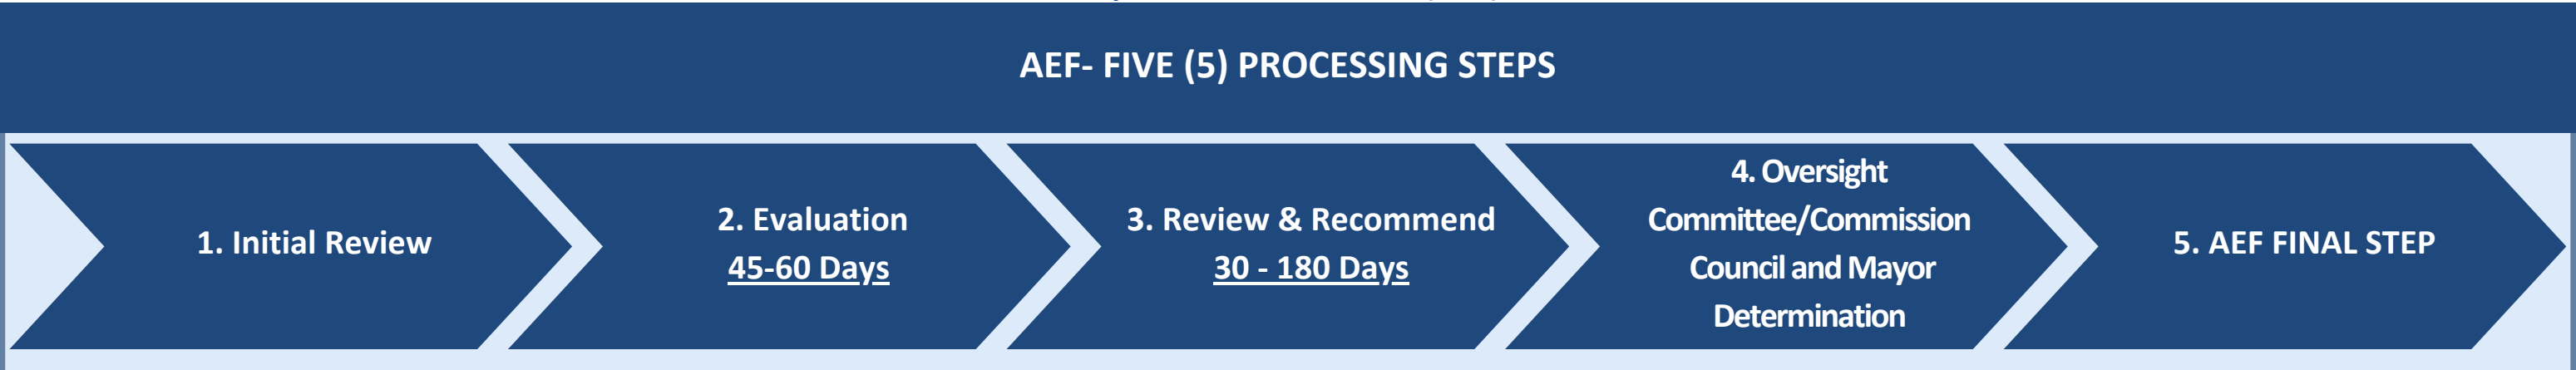 AEF- FIVE (5) PROCESSING STEPS
1. Initial Review
2. Evaluation
45-60 Days
3. Review & Recommend
30 - 180 Days
4. Oversight
Committee/Commission
Council and Mayor
Determination
5. AEF FINAL STEP